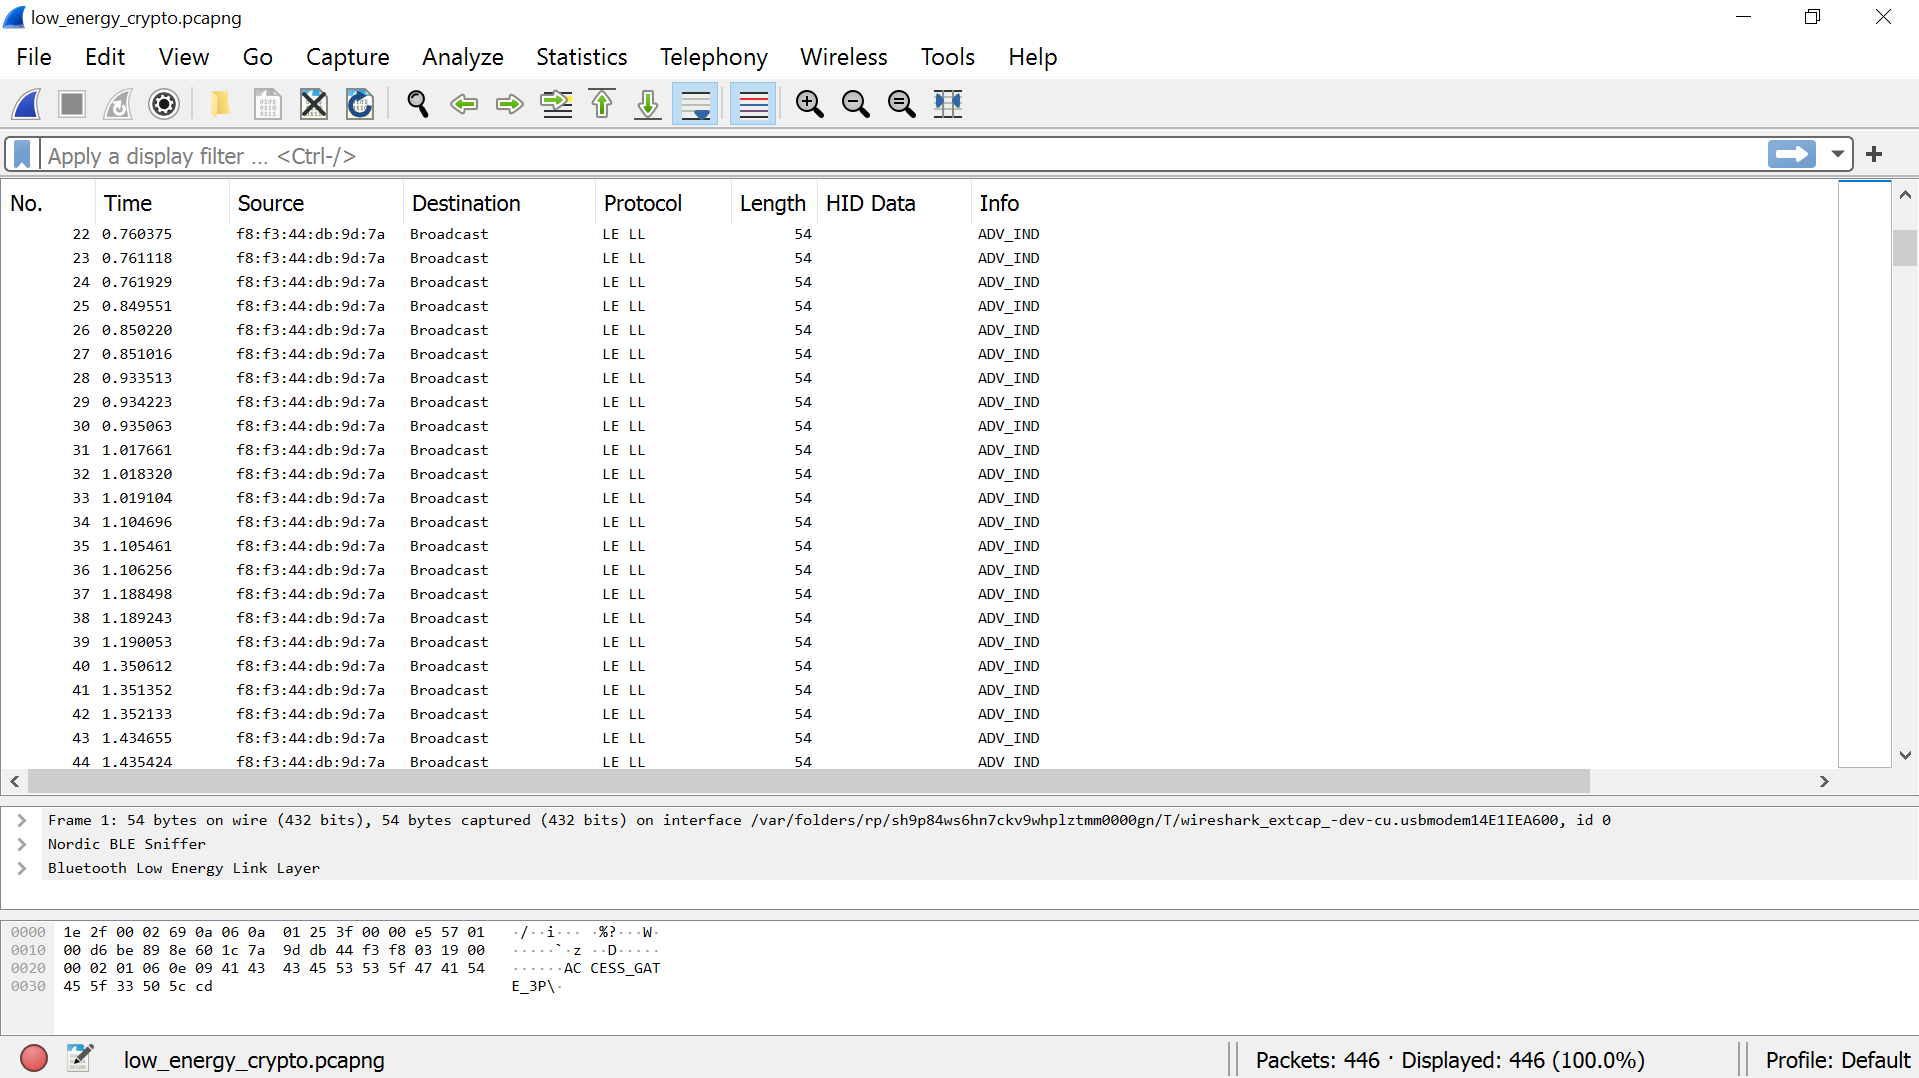 low_energy_crypto.pcapng
File Edit View Go Capture Analyze Statistics Telephony Wireless Tools Help
Apply a display filter ... <Ctrl-/>
No. Time Source Destination Protocol Length HID Data Info
22 0.760375 f8:f3:44:db:9d:7a Broadcast LE LL 54 ADV_IND
23 0.761118 f8:f3:44:db:9d:7a Broadcast LE LL 54 ADV_IND
24 0.761929 f8:f3:44:db:9d:7a Broadcast LE LL 54 ADV_IND
25 0.849551 f8:f3:44:db:9d:7a Broadcast LE LL 54 ADV_IND
26 0.850220 f8:f3:44:db:9d:7a Broadcast LE LL 54 ADV_IND
27 0.851016 f8:f3:44:db:9d:7a Broadcast LE LL 54 ADV_IND
28 0.933513 f8:f3:44:db:9d:7a Broadcast LE LL 54 ADV_IND
29 0.934223 f8:f3:44:db:9d:7a Broadcast LE LL 54 ADV_IND
30 0.935063 f8:f3:44:db:9d:7a Broadcast LE LL 54 ADV_IND
31 1.017661 f8:f3:44:db:9d:7a Broadcast LE LL 54 ADV_IND
32 1.018320 f8:f3:44:db:9d:7a Broadcast LE LL 54 ADV_IND
33 1.019104 f8:f3:44:db:9d:7a Broadcast LE LL 54 ADV_IND
34 1.104696 f8:f3:44:db:9d:7a Broadcast LE LL 54 ADV_IND
35 1.105461 f8:f3:44:db:9d:7a Broadcast LE LL 54 ADV_IND
36 1.106256 f8:f3:44:db:9d:7a Broadcast LE LL 54 ADV_IND
37 1.188498 f8:f3:44:db:9d:7a Broadcast LE LL 54 ADV_IND
38 1.189243 f8:f3:44:db:9d:7a Broadcast LE LL 54 ADV_IND
39 1.190053 f8:f3:44:db:9d:7a Broadcast LE LL 54 ADV_IND
40 1.350612 f8:f3:44:db:9d:7a Broadcast LE LL 54 ADV_IND
41 1.351352 f8:f3:44:db:9d:7a Broadcast LE LL 54 ADV_IND
42 1.352133 f8:f3:44:db:9d:7a Broadcast LE LL 54 ADV_IND
43 1.434655 f8:f3:44:db:9d:7a Broadcast LE LL 54 ADV_IND
44 1.435424 f8:f3:44:db:9d:7a Broadcast LE LL 54 ADV_IND
Frame 1: 54 bytes on wire (432 bits), 54 bytes captured (432 bits) on interface /var/folders/rp/sh9p84ws6hn7ckv9whplztmm0000gn/T/wireshark_extcap_-dev-cu.usbmodem14E1IEA600, id 0
Nordic BLE Sniffer
Bluetooth Low Energy Link Layer
0000 1e 2f 00 02 69 0a 06 0a 01 25 3f 00 00 e5 57 01 ·/··i··· ·%?···W·
0010 00 d6 be 89 8e 60 1c 7a 9d db 44 f3 f8 03 19 00 ·····`·z ··D·····
0020 00 02 01 06 0e 09 41 43 43 45 53 53 5f 47 41 54 ······AC CESS_GAT
0030 45 5f 33 50 5c cd E_3P\·
low_energy_crypto.pcapng Packets: 446 · Displayed: 446 (100.0%) Profile: Default